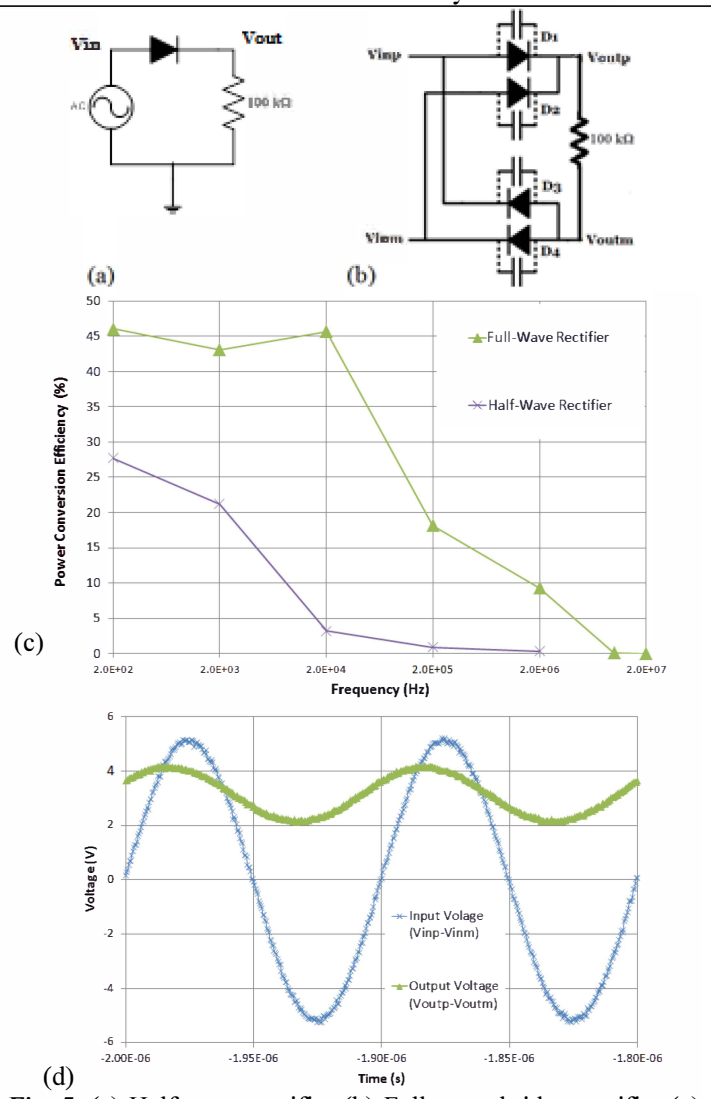 Vin
Vout
AC
100 kΩ
(a)
D1
Vinp
Voutp
D2
100 kΩ
D3
Vinm
Voutm
D4
(b)
50
45
40
35
30
25
20
15
10
5
0
Power Conversion Efficiency (%)
Full-Wave Rectifier
Half-Wave Rectifier
2.0E+02 2.0E+03 2.0E+04 2.0E+05 2.0E+06 2.0E+07
Frequency (Hz)
(c)
6
4
2
0
-2
-4
-6
Voltage (V)
Input Volage
(Vinp-Vinm)
Output Voltage
(Voutp-Voutm)
-2.00E-06 -1.95E-06 -1.90E-06 -1.85E-06 -1.80E-06
Time (s)
(d)